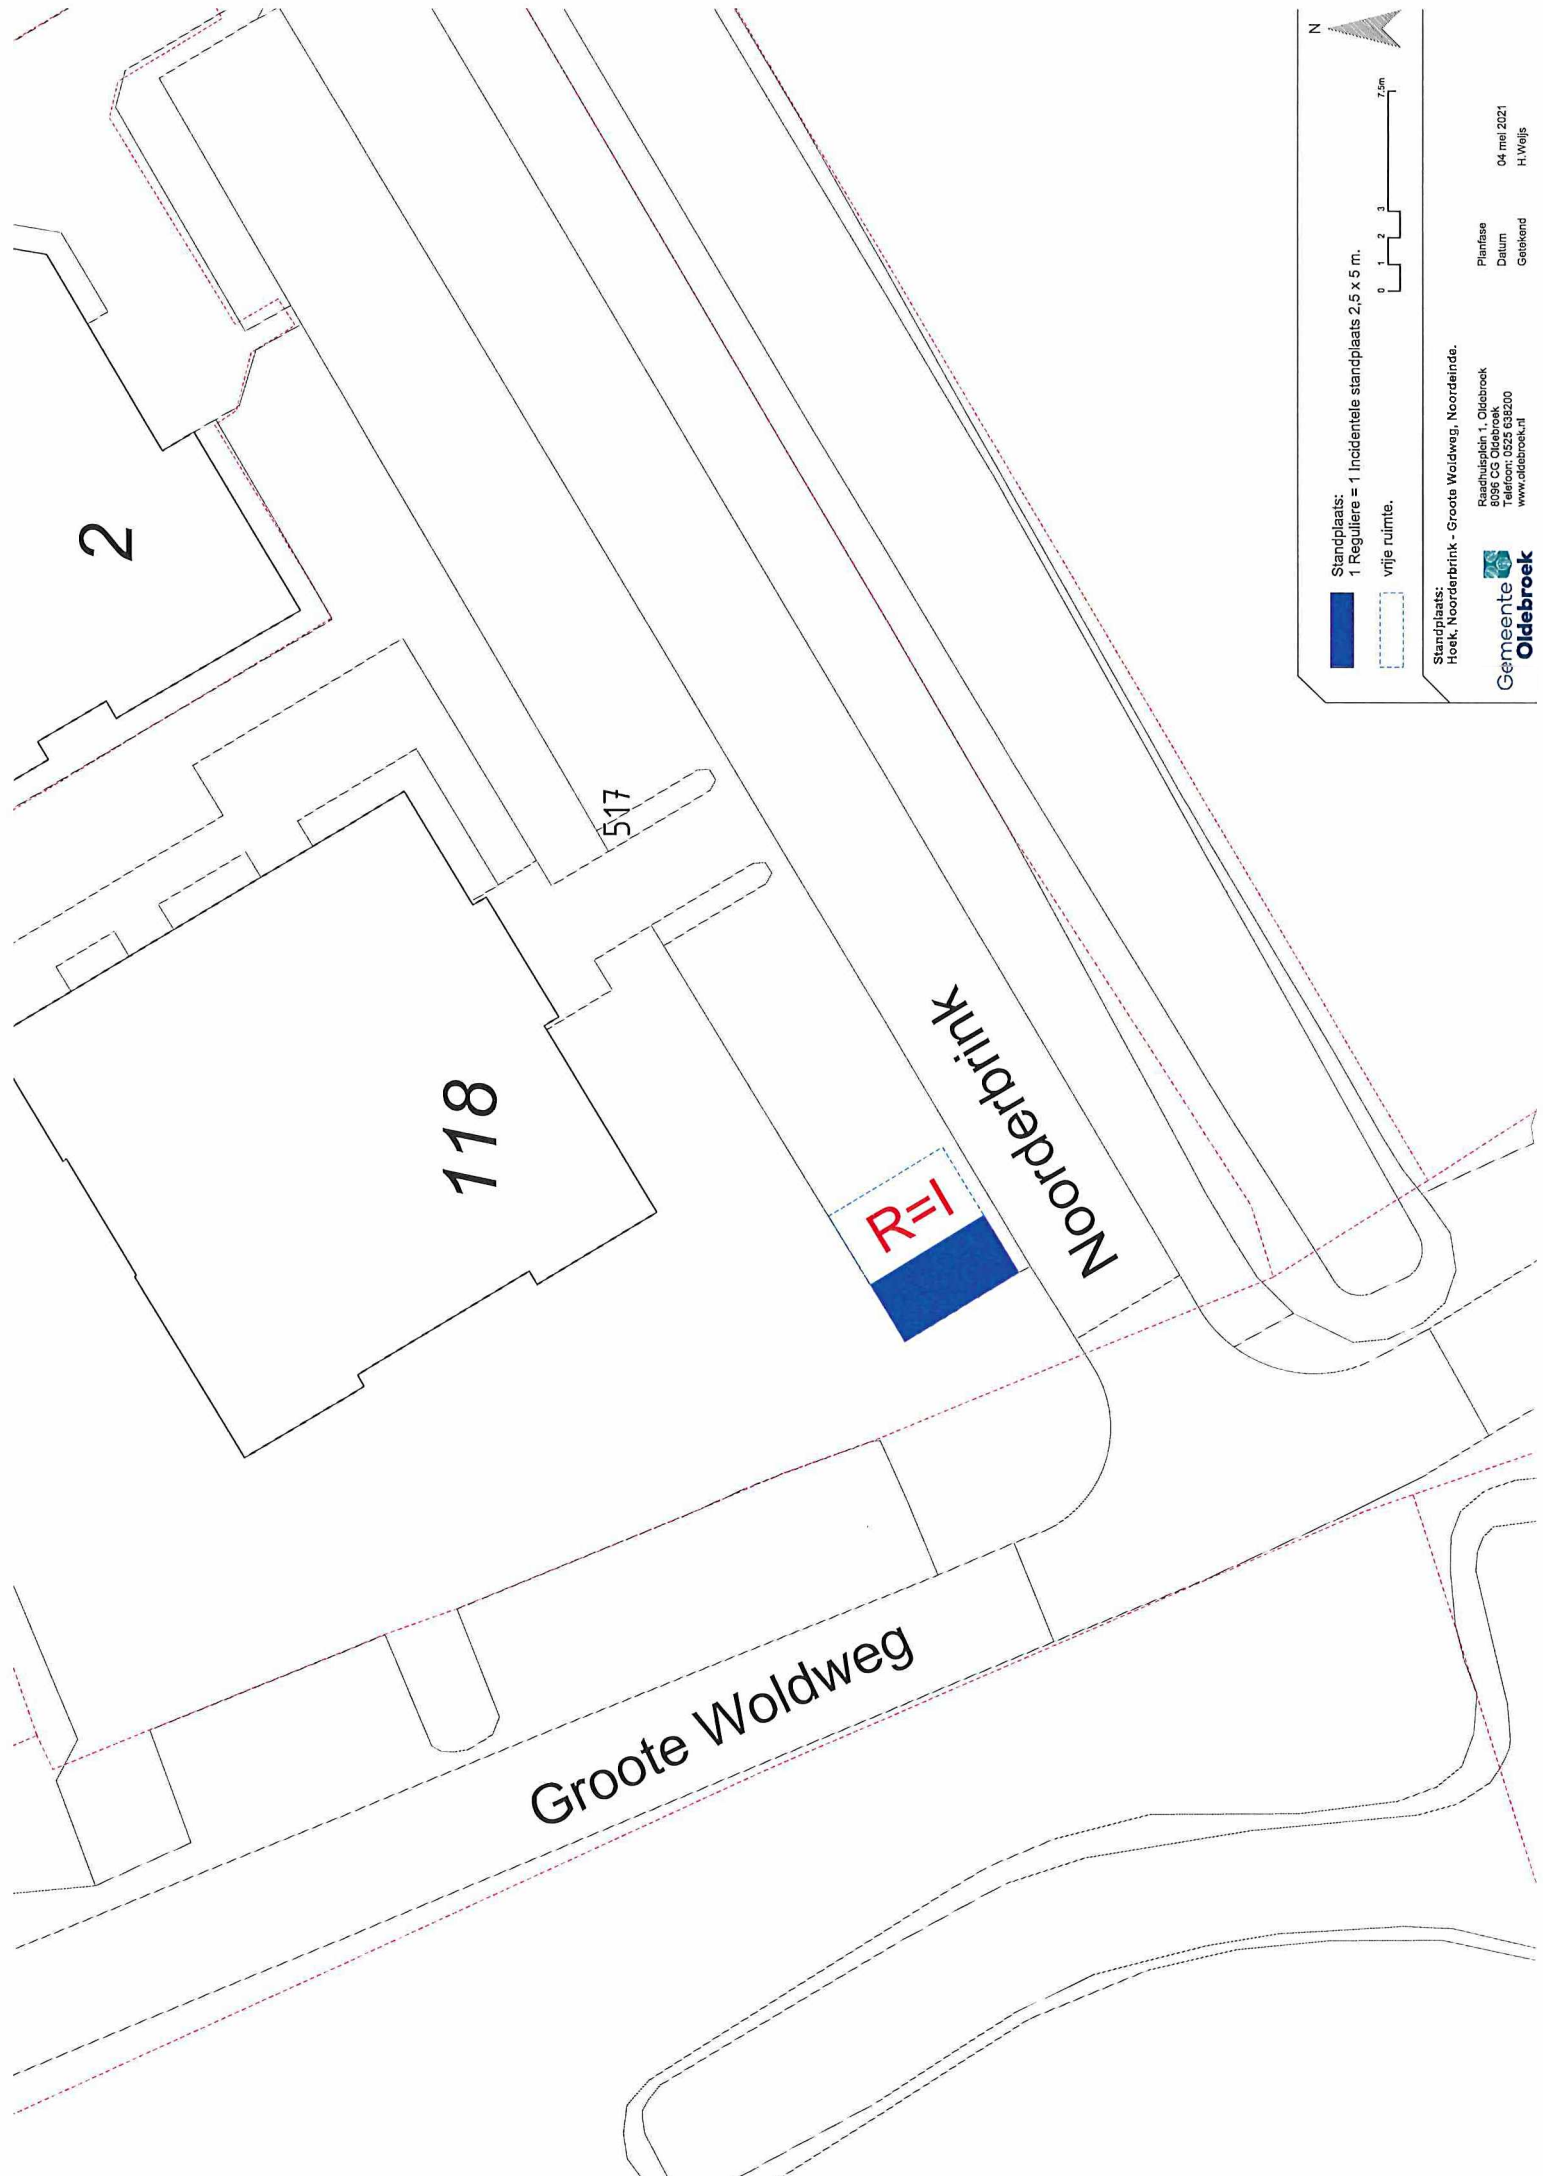 2
118
517
R=I
Noorderbrink
Groote Woldweg
N
Standplaats:
1 Reguliere = 1 Incidentele standplaats 2,5 x 5 m.
vrije ruimte.
0 1 2 3 7,5m
Standplaats:
Hoek, Noorderbrink - Groote Woldweg, Noordeinde.
Gemeente
Oldebroek
Raadhuisplein 1, Oldebroek
8096 CG Oldebroek
Telefoon: 0525 638200
www.oldebroek.nl
Planfase
Datum 04 mei 2021
Getekend H.Weijs